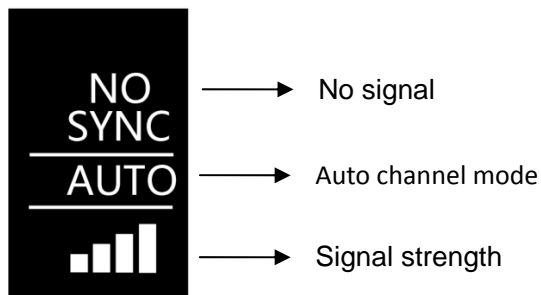 NO
SYNC
No signal
AUTO
Auto channel mode
Signal strength